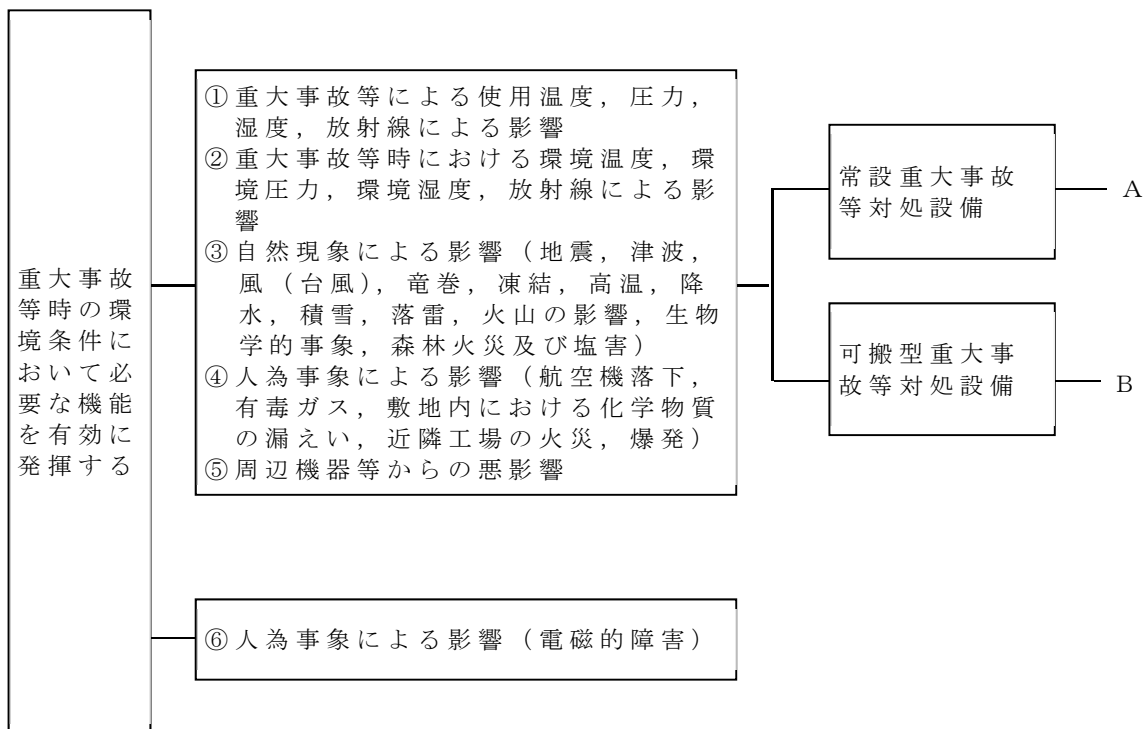 重大事故
等時の環
境条件に
おいて必
要な機能
を有効に
発揮する
①重大事故等による使用温度，圧力，
湿度，放射線による影響
②重大事故等時における環境温度，環
境圧力，環境湿度，放射線による影
響
③自然現象による影響（地震，津波，
風（台風），竜巻，凍結，高温，降
水，積雪，落雷，火山の影響，生物
学的事象，森林火災及び塩害）
④人為事象による影響（航空機落下，
有毒ガス，敷地内における化学物質
の漏えい，近隣工場の火災，爆発）
⑤周辺機器等からの悪影響
常設重大事故
等対処設備
A
可搬型重大事
故等対処設備
B
⑥人為事象による影響（電磁的障害）